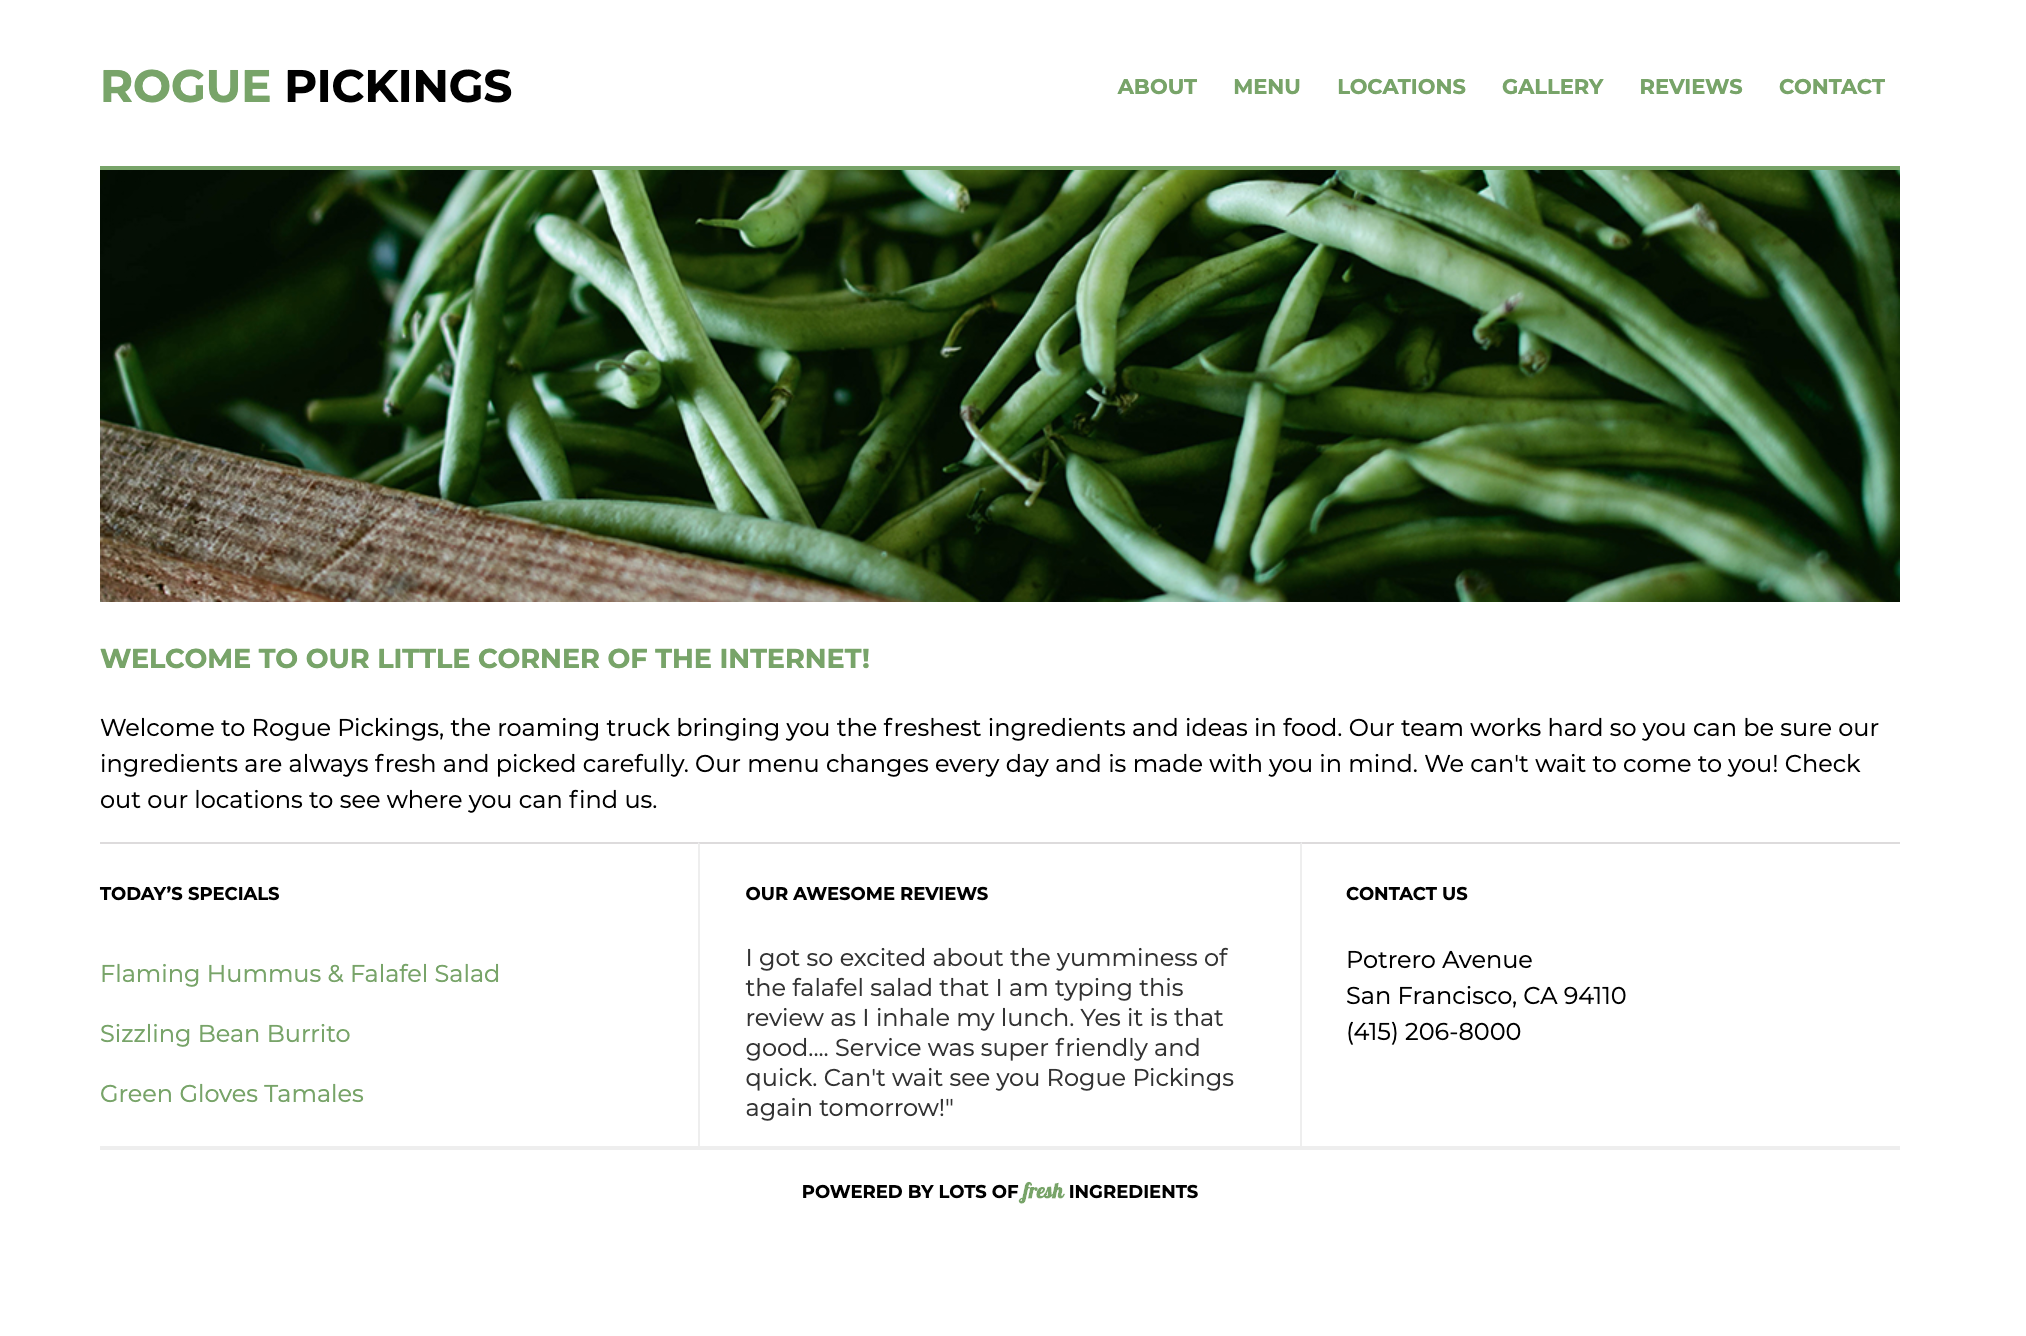 ROGUE PICKINGS
ABOUT MENU LOCATIONS GALLERY REVIEWS CONTACT
WELCOME TO OUR LITTLE CORNER OF THE INTERNET!
Welcome to Rogue Pickings, the roaming truck bringing you the freshest ingredients and ideas in food. Our team works hard so you can be sure our
ingredients are always fresh and picked carefully. Our menu changes every day and is made with you in mind. We can't wait to come to you! Check
out our locations to see where you can find us.
TODAY’S SPECIALS
Flaming Hummus & Falafel Salad
Sizzling Bean Burrito
Green Gloves Tamales
OUR AWESOME REVIEWS
I got so excited about the yumminess of
the falafel salad that I am typing this
review as I inhale my lunch. Yes it is that
good.... Service was super friendly and
quick. Can't wait see you Rogue Pickings
again tomorrow!"
CONTACT US
Potrero Avenue
San Francisco, CA 94110
(415) 206-8000
POWERED BY LOTS OF fresh INGREDIENTS